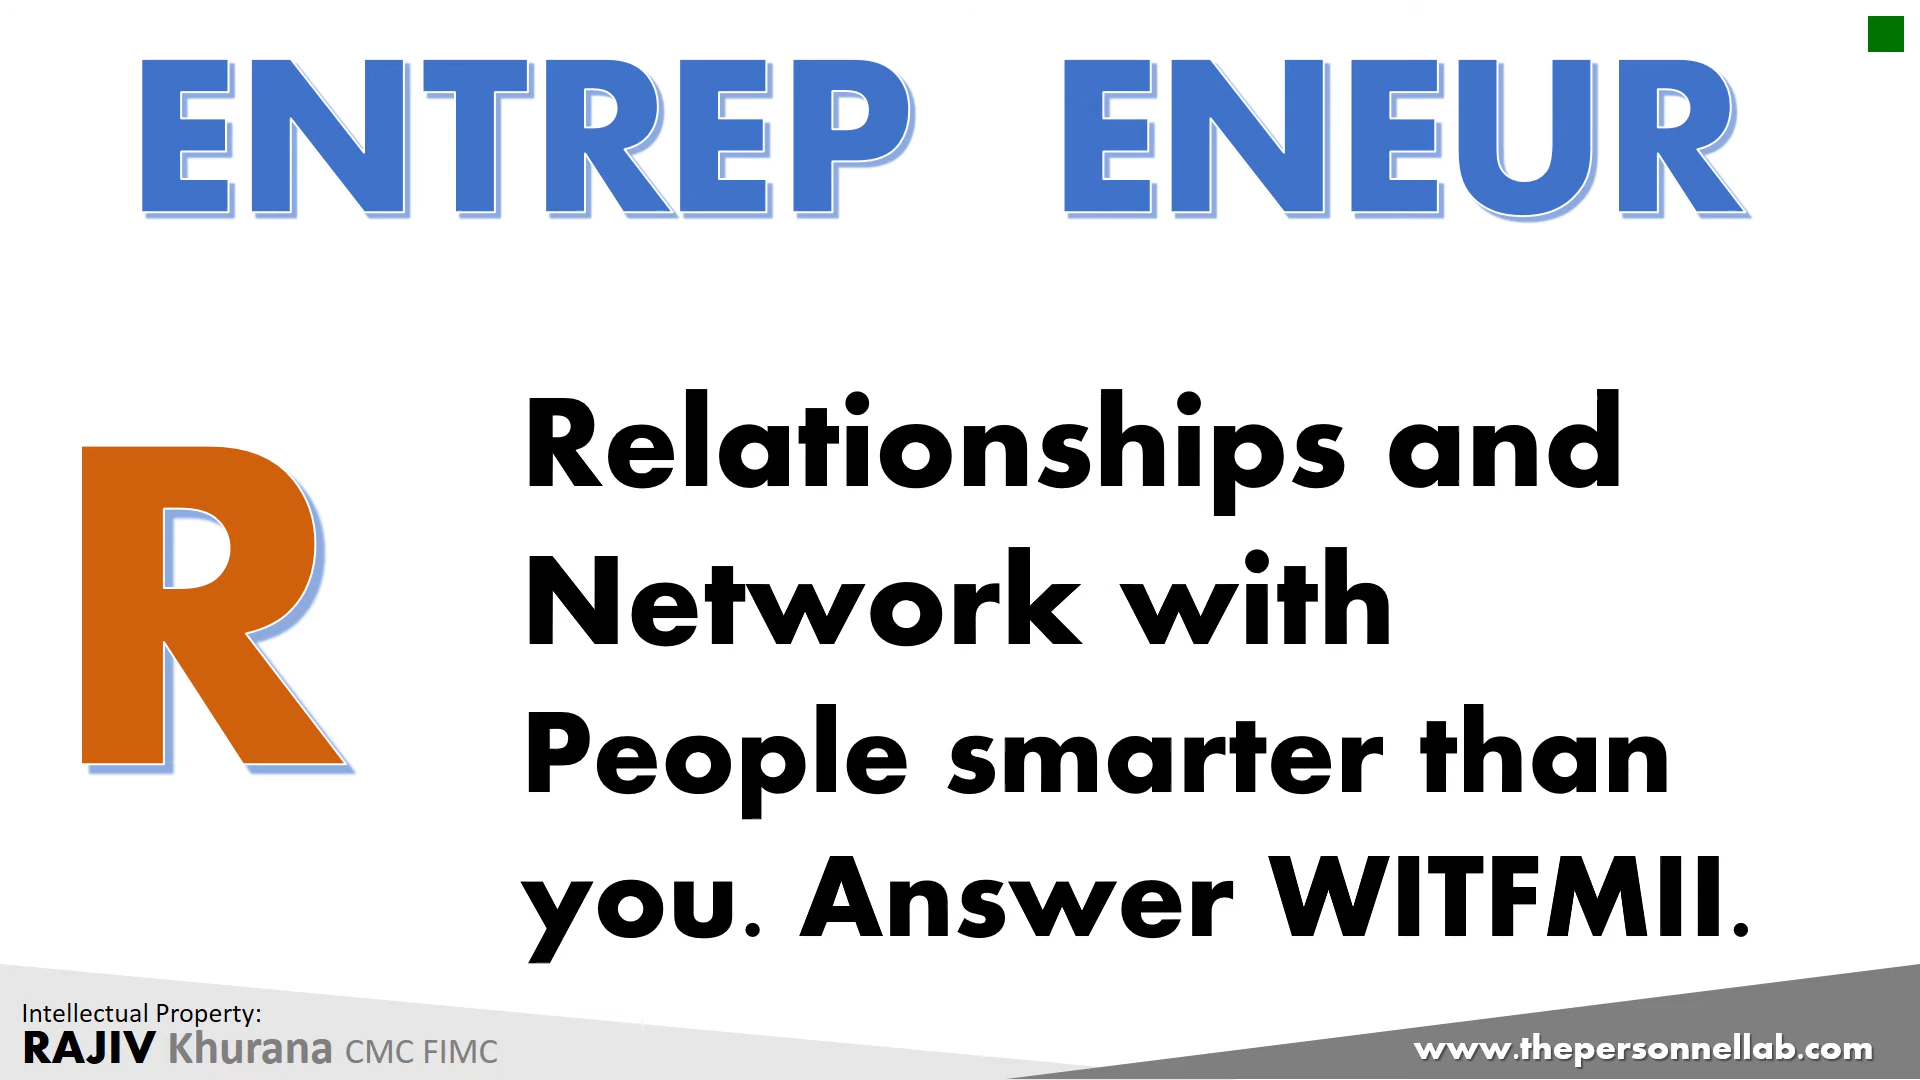 ENTREP ENEUR
R
Relationships and
Network with
People smarter than
you. Answer WITFMII.
Intellectual Property:
RAJIV Khurana CMC FIMC
www.thepersonnellab.com